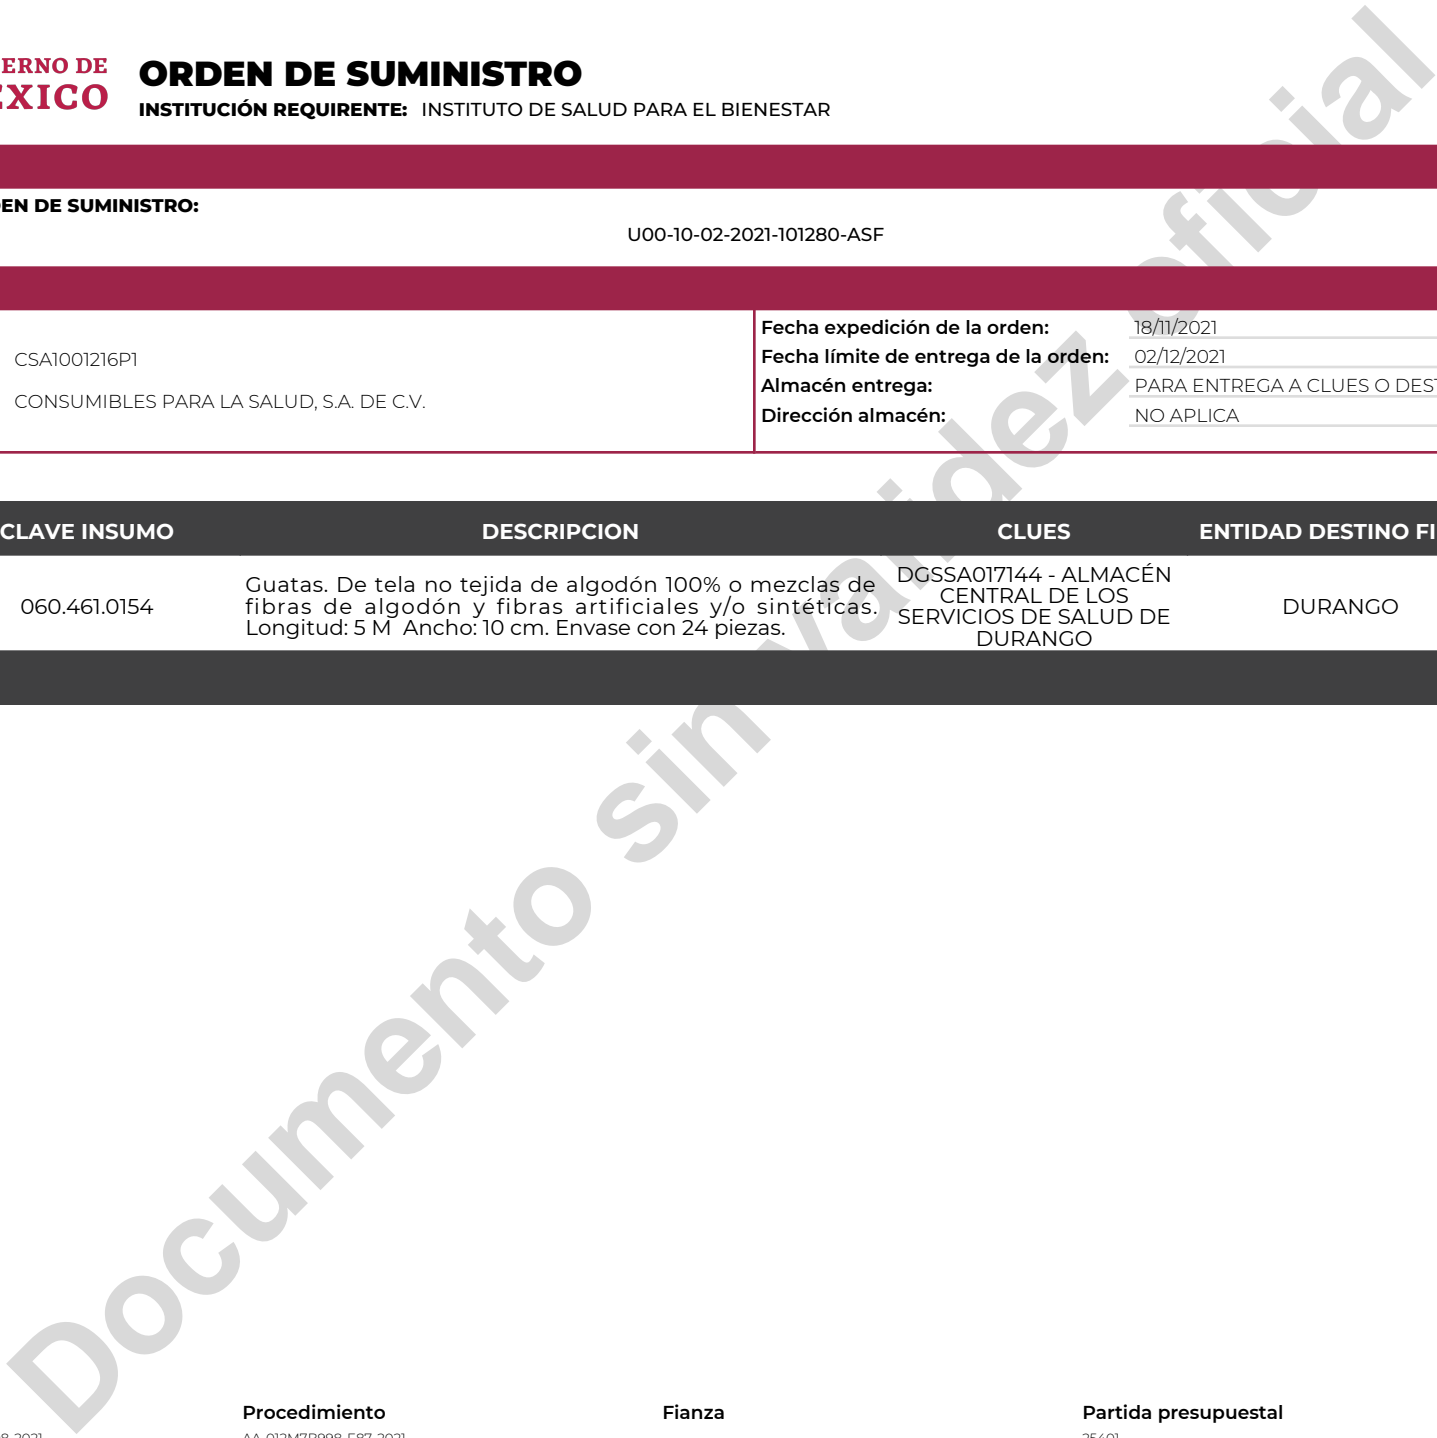 ERNO DE
EXICO
ORDEN DE SUMINISTRO
INSTITUCIÓN REQUIRENTE: INSTITUTO DE SALUD PARA EL BIENESTAR
EN DE SUMINISTRO:
U00-10-02-2021-101280-ASF
CSA1001216P1
CONSUMIBLES PARA LA SALUD, S.A. DE C.V.
Fecha expedición de la orden: 18/11/2021
Fecha límite de entrega de la orden: 02/12/2021
Almacén entrega: PARA ENTREGA A CLUES O DEST
Dirección almacén: NO APLICA
CLAVE INSUMO DESCRIPCION CLUES ENTIDAD DESTINO FI
060.461.0154
Guatas. De tela no tejida de algodón 100% o mezclas de
fibras de algodón y fibras artificiales y/o sintéticas.
Longitud: 5 M Ancho: 10 cm. Envase con 24 piezas.
DGSSA017144 - ALMACÉN
CENTRAL DE LOS
SERVICIOS DE SALUD DE
DURANGO
DURANGO
Documento sin validez oficial
Procedimiento Fianza Partida presupuestal